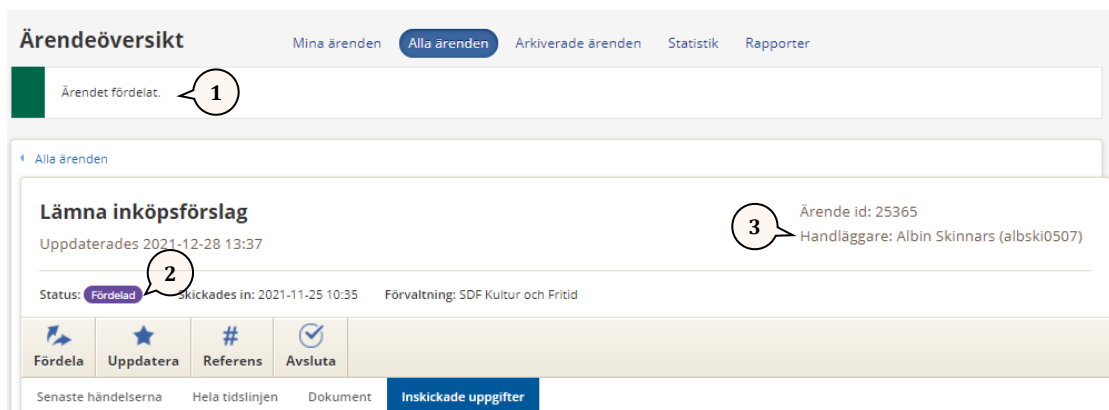 Ärendeöversikt
Mina ärenden Alla ärenden Arkiverade ärenden Statistik Rapporter
Ärendet fördelat.
1
Alla ärenden
Lämna inköpsförslag
Uppdaterades 2021-12-28 13:37
Ärende id: 25365
Handläggare: Albin Skinnars (albski0507)
3
2
Status: Fördelad Skickades in: 2021-11-25 10:35 Förvaltning: SDF Kultur och Fritid
Fördela Uppdatera Referens Avsluta
Senaste händelserna Hela tidslinjen Dokument Inskickade uppgifter